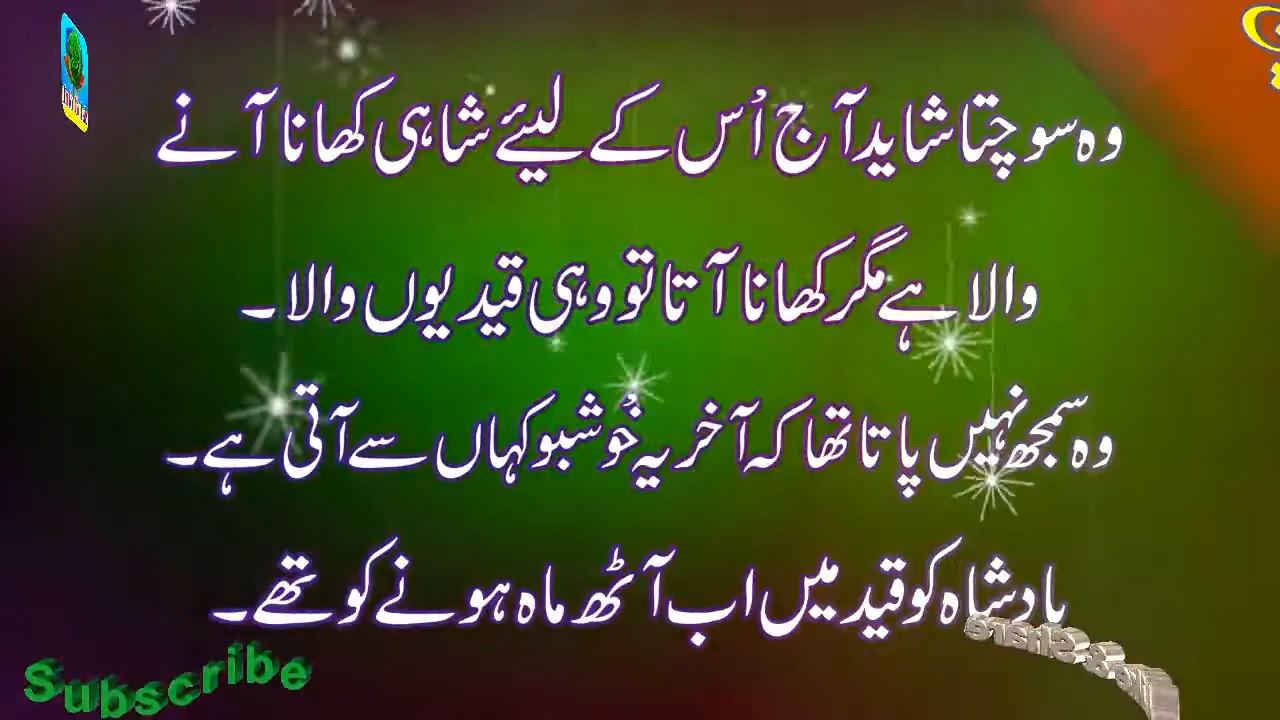 وہ سوچتا شاید آج اُس کے لیئے شاہی کھانا آنے
والا ہے مگر کھانا آتا تو وہی قیدیوں والا۔
وہ سمجھ نہیں پاتا تھا کہ آخر یہ خُوشبو کہاں سے آتی ہے۔
بادشاہ کو قید میں اب آٹھ ماہ ہونے کو تھے۔
Subscribe
& Share